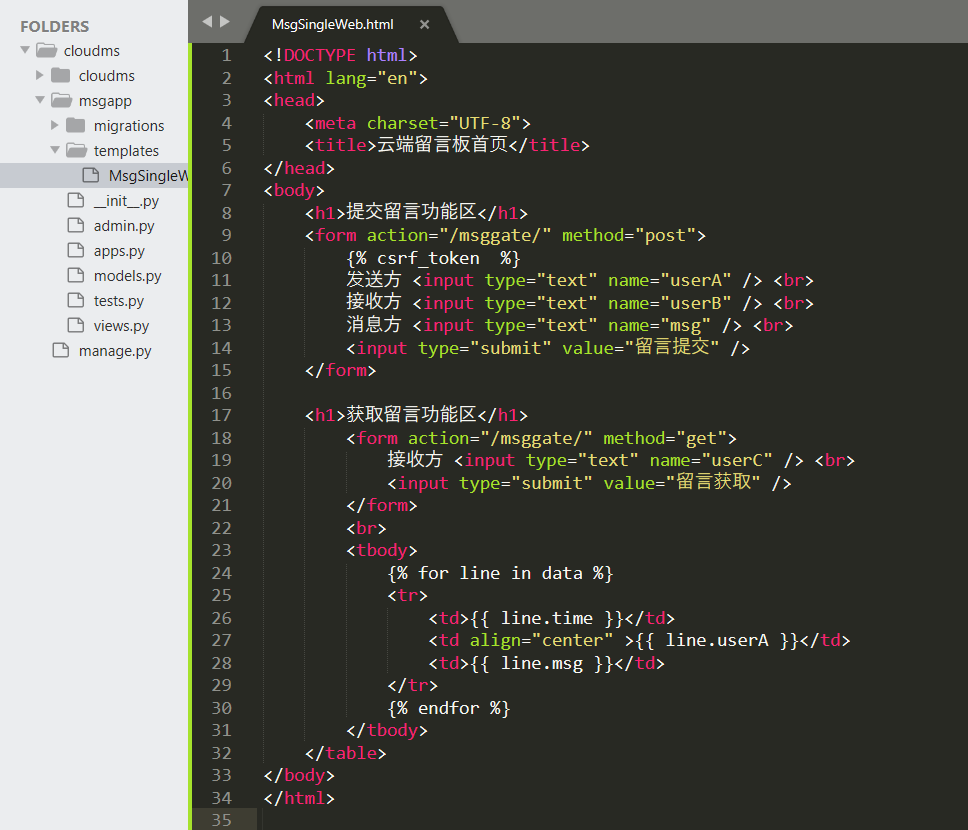 FOLDERS
cloudms
cloudms
msgapp
migrations
templates
MsgSingleW
__init__.py
admin.py
apps.py
models.py
tests.py
views.py
manage.py
MsgSingleWeb.html ×
1 <!DOCTYPE html>
2 <html lang="en">
3 <head>
4     <meta charset="UTF-8">
5     <title>云端留言板首页</title>
6 </head>
7 <body>
8     <h1>提交留言功能区</h1>
9     <form action="/msggate/" method="post">
10         {% csrf_token  %}
11         发送方 <input type="text" name="userA" /> <br>
12         接收方 <input type="text" name="userB" /> <br>
13         消息方 <input type="text" name="msg" /> <br>
14         <input type="submit" value="留言提交" />
15     </form>
16
17     <h1>获取留言功能区</h1>
18         <form action="/msggate/" method="get">
19             接收方 <input type="text" name="userC" /> <br>
20             <input type="submit" value="留言获取" />
21         </form>
22         <br>
23         <tbody>
24             {% for line in data %}
25             <tr>
26                 <td>{{ line.time }}</td>
27                 <td align="center" >{{ line.userA }}</td>
28                 <td>{{ line.msg }}</td>
29             </tr>
30             {% endfor %}
31         </tbody>
32     </table>
33 </body>
34 </html>
35